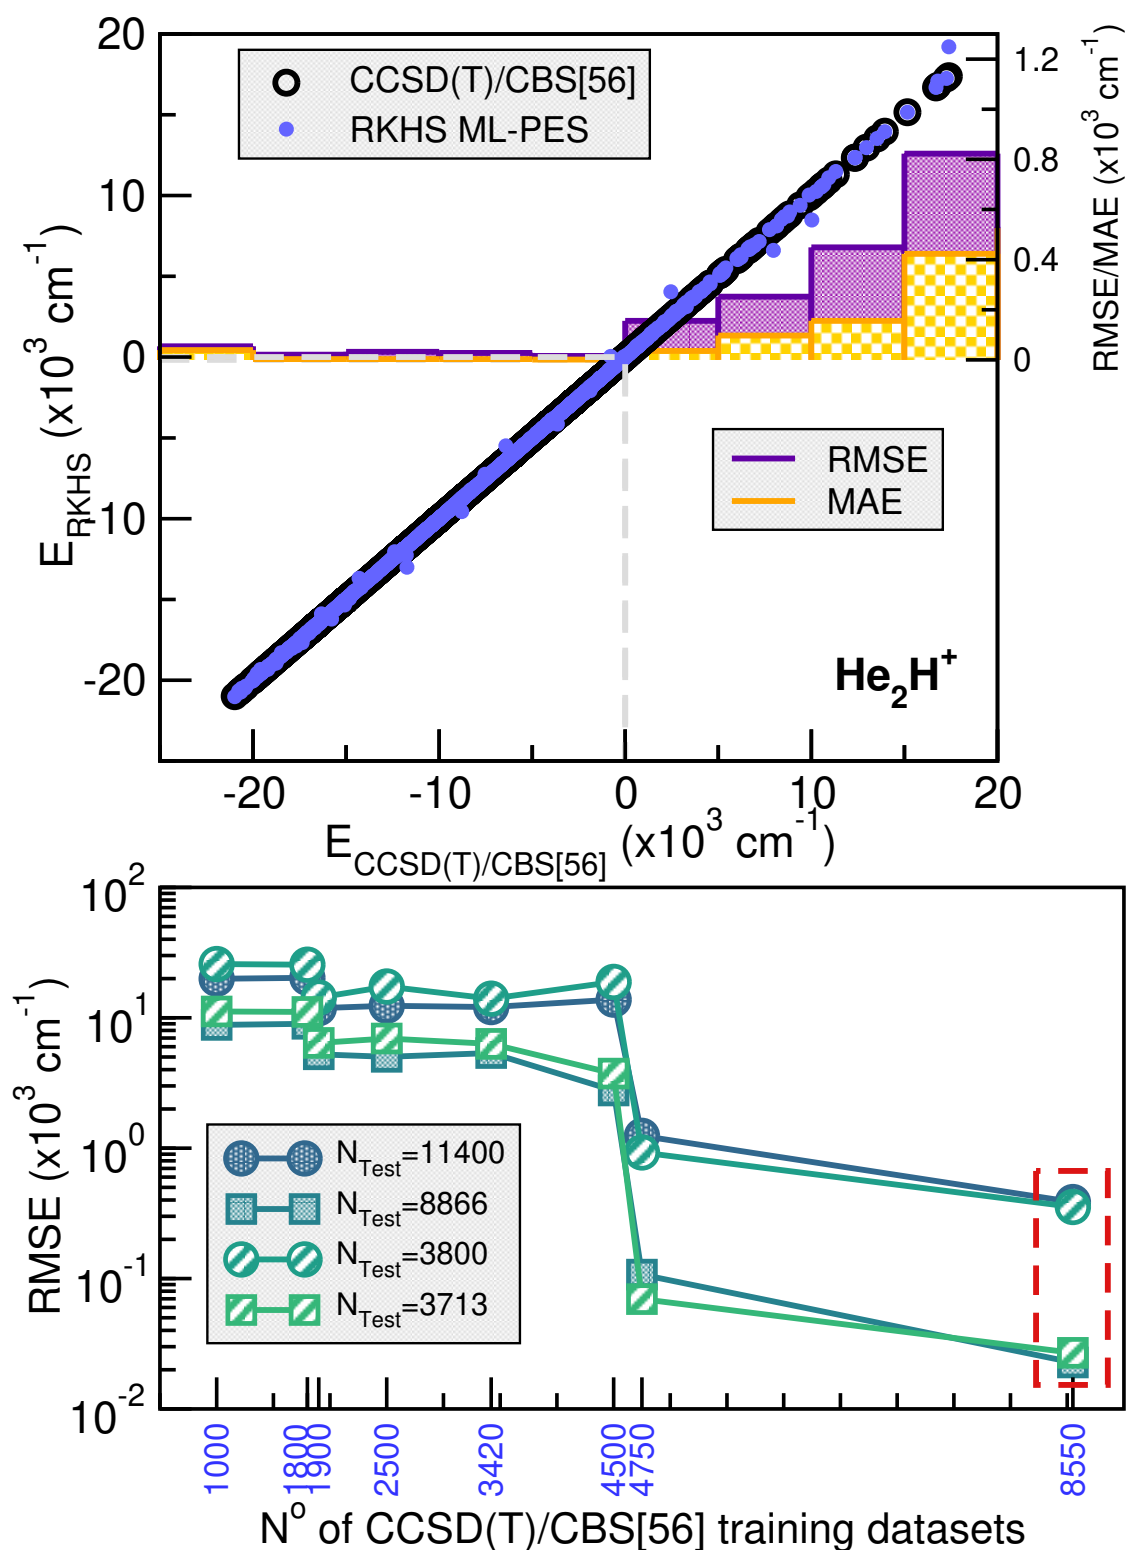 20
10
0
-10
-20
E_RKHS (x10^3 cm^-1)
CCSD(T)/CBS[56]
RKHS ML-PES
1.2
0.8
0.4
0
RMSE/MAE (x10^3 cm^-1)
RMSE
MAE
He_2H^+
-20 -10 0 10 20
E_CCSD(T)/CBS[56] (x10^3 cm^-1)
10^2
10^1
10^0
10^-1
10^-2
RMSE (x10^3 cm^-1)
N_Test=11400
N_Test=8866
N_Test=3800
N_Test=3713
1000 1800 1900 2500 3420 4500 4750 8550
N^o of CCSD(T)/CBS[56] training datasets